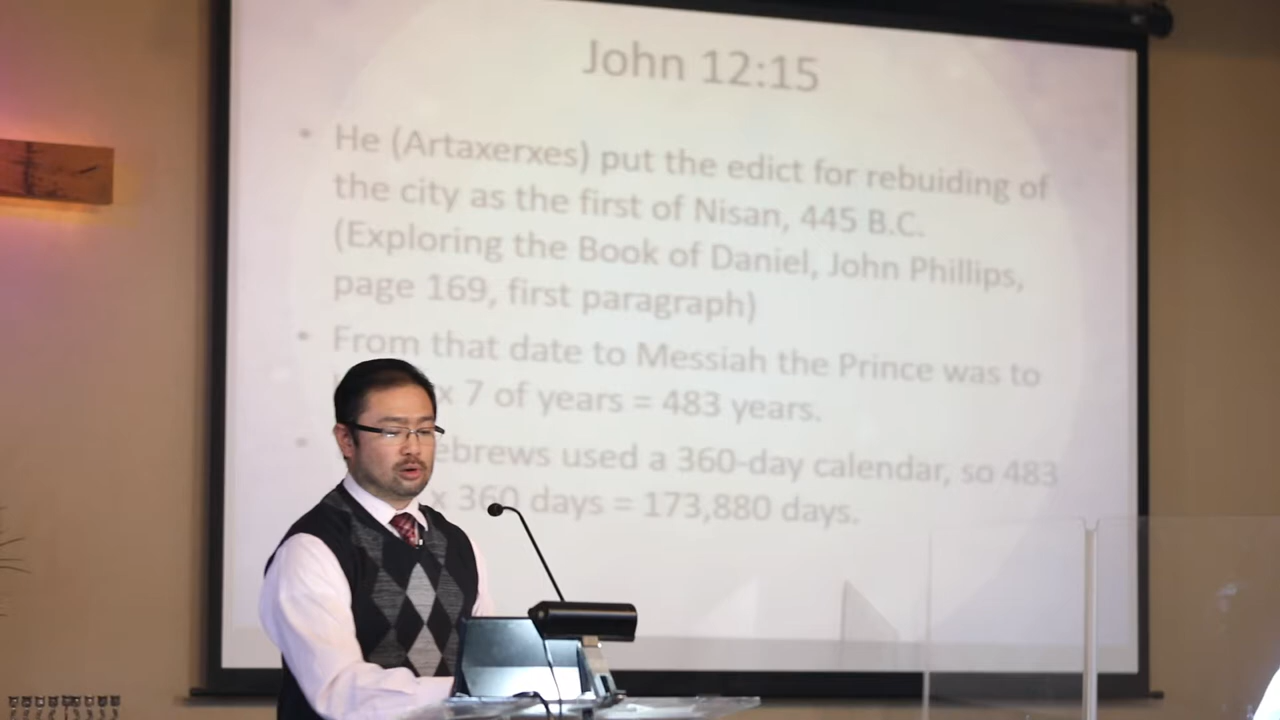 John 12:15
• He (Artaxerxes) put the edict for rebuiding of
the city as the first of Nisan, 445 B.C.
(Exploring the Book of Daniel, John Phillips,
page 169, first paragraph)
• From that date to Messiah the Prince was to
x 7 of years = 483 years.
• ebrews used a 360-day calendar, so 483
x 360 days = 173,880 days.